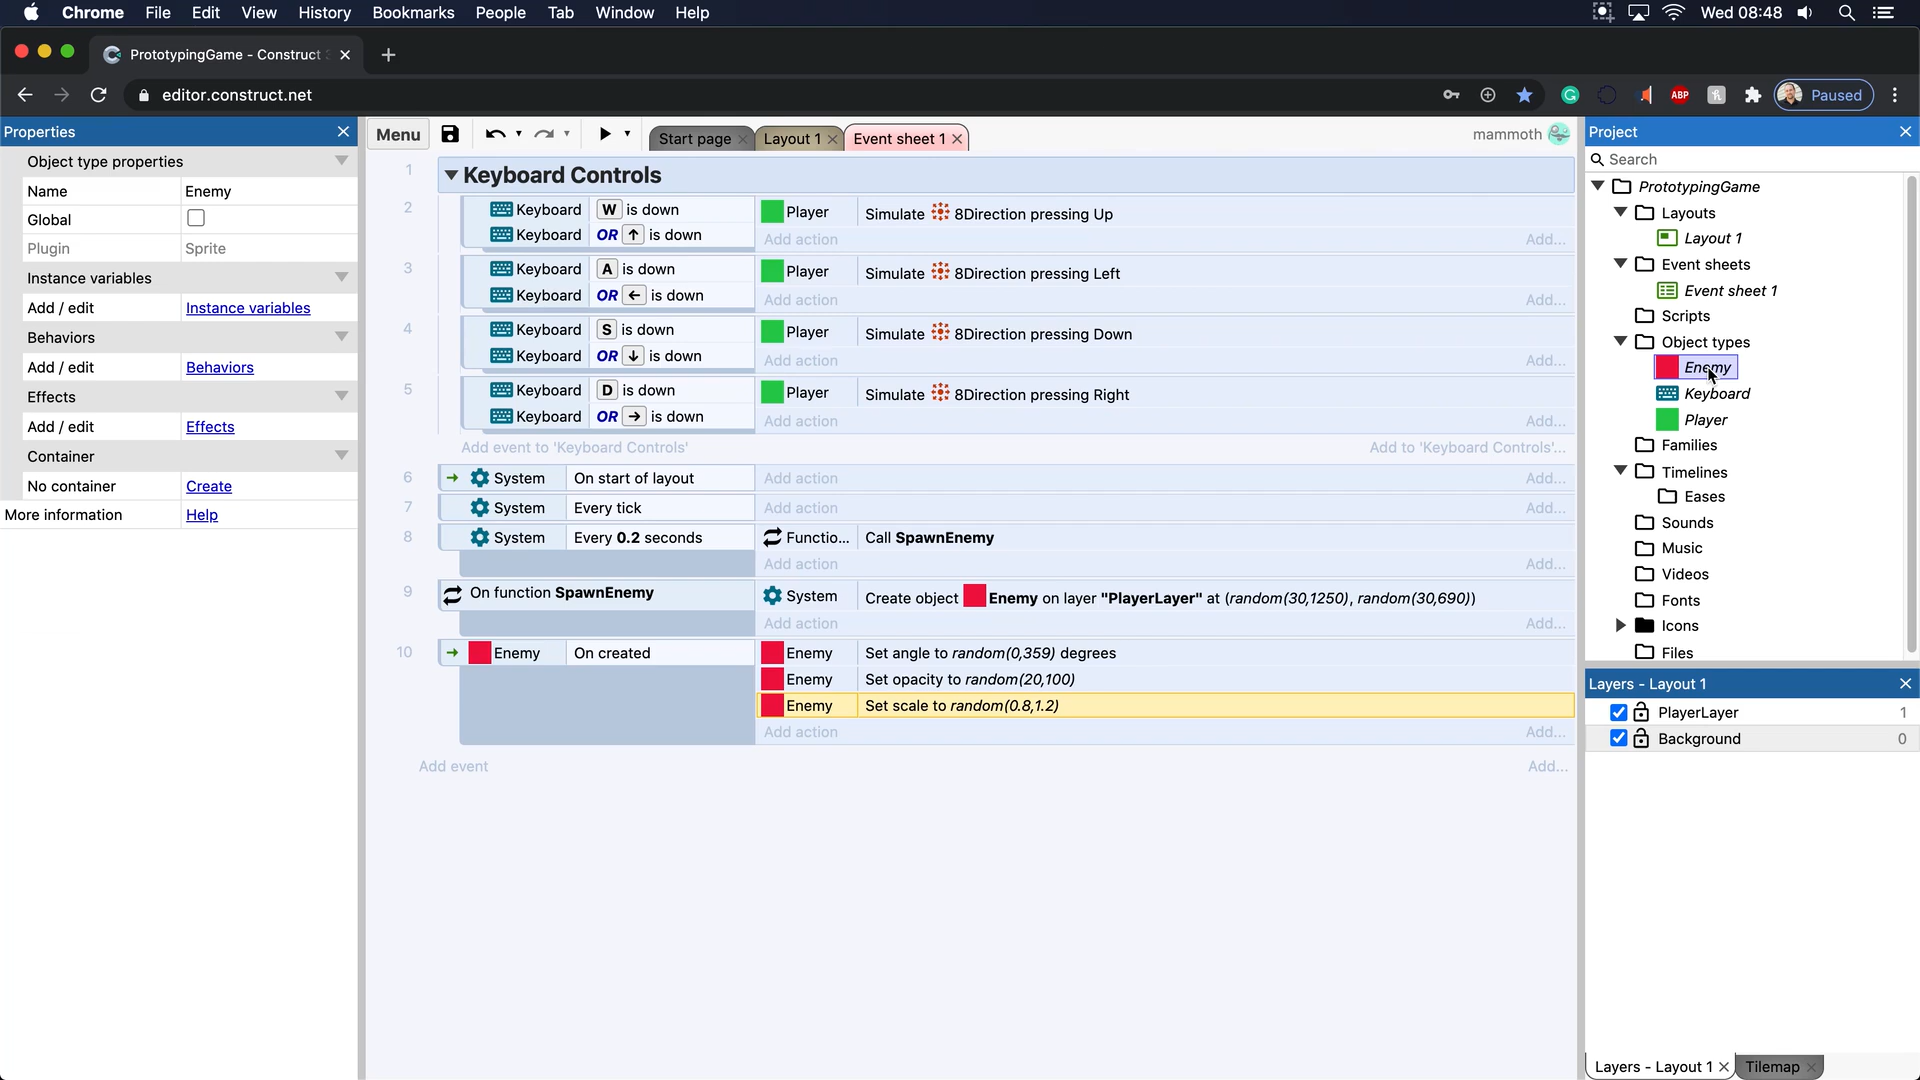 Chrome File Edit View History Bookmarks People Tab Window Help Wed 08:48
PrototypingGame - Construct 3
editor.construct.net ABP Paused
Properties
Object type properties
Name Enemy
Global
Plugin Sprite
Instance variables
Add / edit Instance variables
Behaviors
Add / edit Behaviors
Effects
Add / edit Effects
Container
No container Create
More information Help
Menu Start page Layout 1 Event sheet 1 mammoth
1 Keyboard Controls
2 Keyboard W is down Player Simulate 8Direction pressing Up
Keyboard OR ↑ is down Add action Add...
3 Keyboard A is down Player Simulate 8Direction pressing Left
Keyboard OR ← is down Add action Add...
4 Keyboard S is down Player Simulate 8Direction pressing Down
Keyboard OR ↓ is down Add action Add...
5 Keyboard D is down Player Simulate 8Direction pressing Right
Keyboard OR → is down Add action Add...
Add event to 'Keyboard Controls' Add to 'Keyboard Controls'...
6 System On start of layout Add action Add...
7 System Every tick Add action Add...
8 System Every 0.2 seconds Functio... Call SpawnEnemy
Add action Add...
9 On function SpawnEnemy System Create object Enemy on layer "PlayerLayer" at (random(30,1250), random(30,690))
Add action Add...
10 Enemy On created Enemy Set angle to random(0,359) degrees
Enemy Set opacity to random(20,100)
Enemy Set scale to random(0.8,1.2)
Add action Add...
Add event Add...
Project
Search
PrototypingGame
Layouts
Layout 1
Event sheets
Event sheet 1
Scripts
Object types
Enemy
Keyboard
Player
Families
Timelines
Eases
Sounds
Music
Videos
Fonts
Icons
Files
Layers - Layout 1
PlayerLayer 1
Background 0
Layers - Layout 1 Tilemap